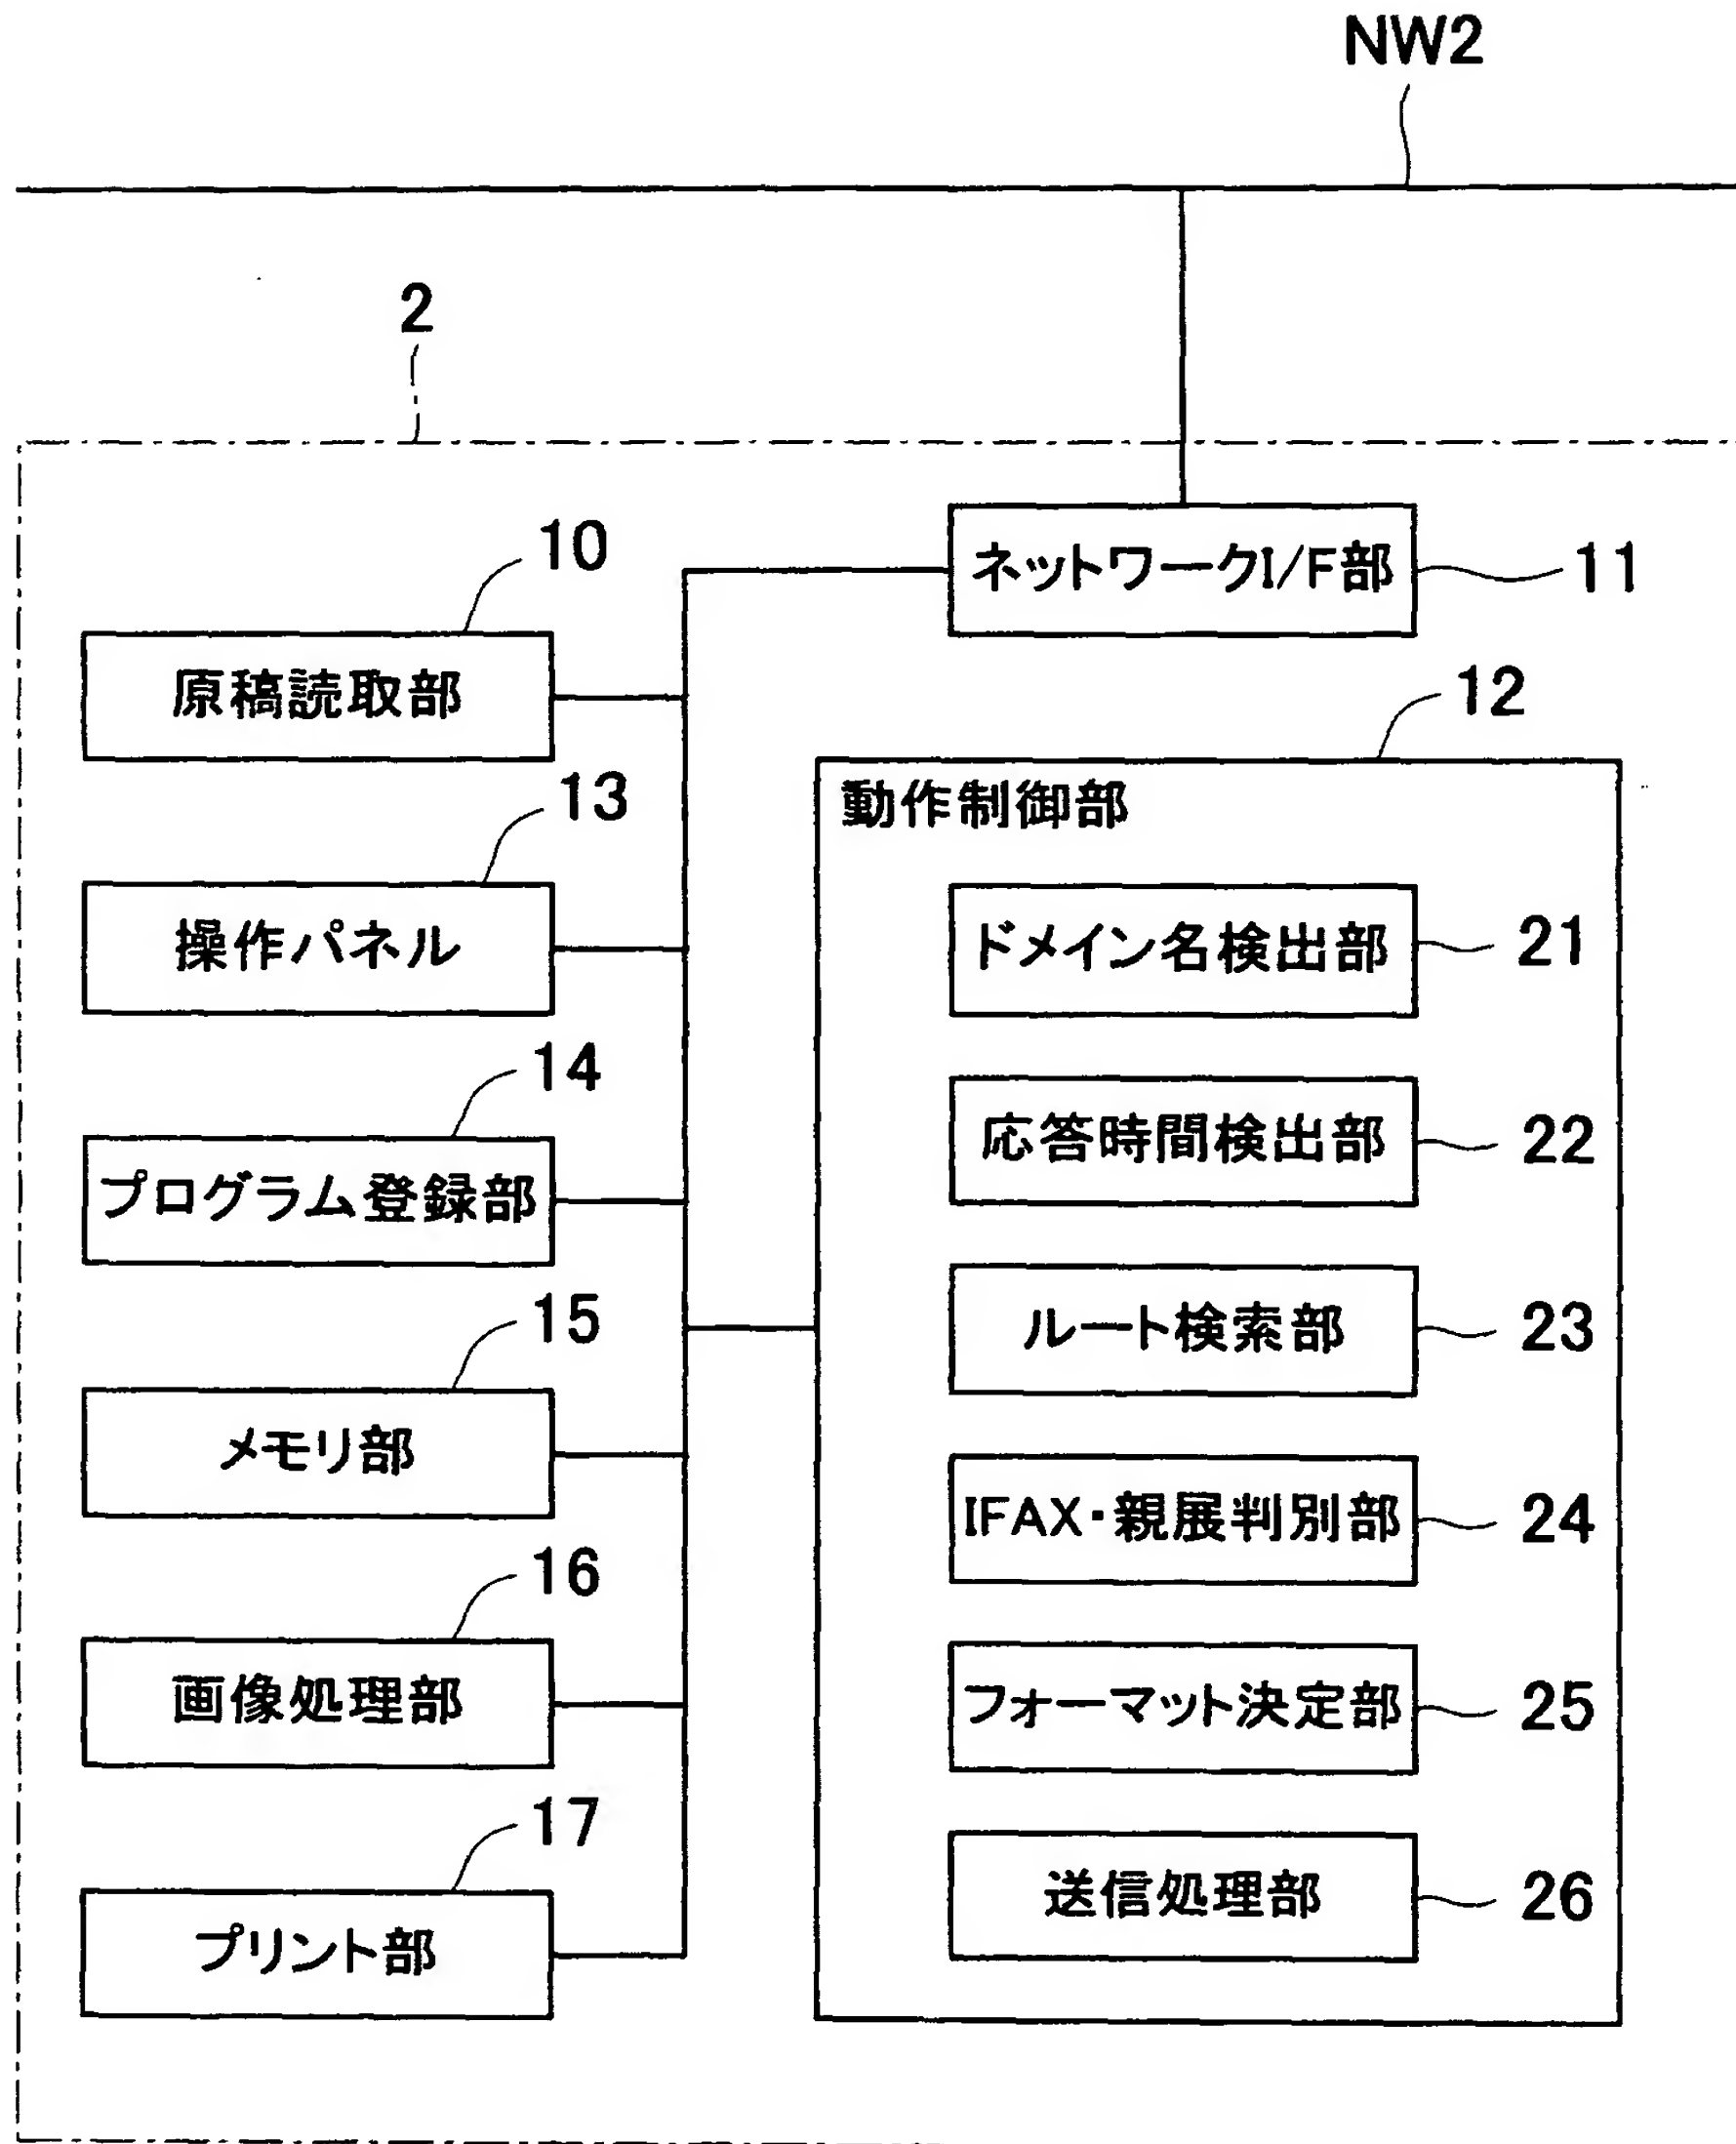 NW2
2
10
ネットワークI/F部
11
原稿読取部
12
13
動作制御部
操作パネル
ドメイン名検出部
21
14
応答時間検出部
22
プログラム登録部
15
ルート検索部
23
メモリ部
IFAX・親展判別部
24
16
画像処理部
フォーマット決定部
25
17
送信処理部
26
プリント部